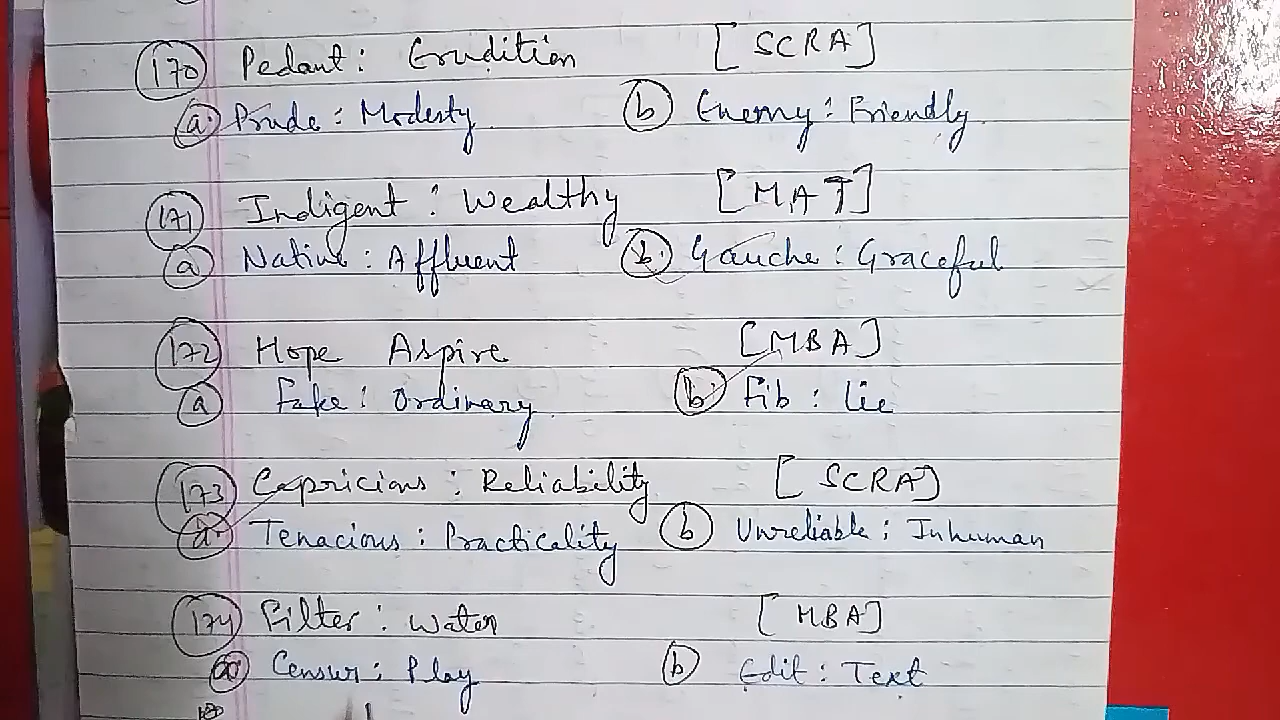 170 Pedant : Erudition [SCRA]
a Prude : Modesty b Enemy : Friendly
171 Indigent : Wealthy [MAT]
a Native : Affluent b Gauche : Graceful
172 Hope Aspire [MBA]
a Fake : Ordinary b Fib : Lie
173 Capricious : Reliability [SCRA]
a Tenacious : Practicality b Unreliable : Inhuman
174 Filter : Water [MBA]
a Censur : Play b Edit : Text